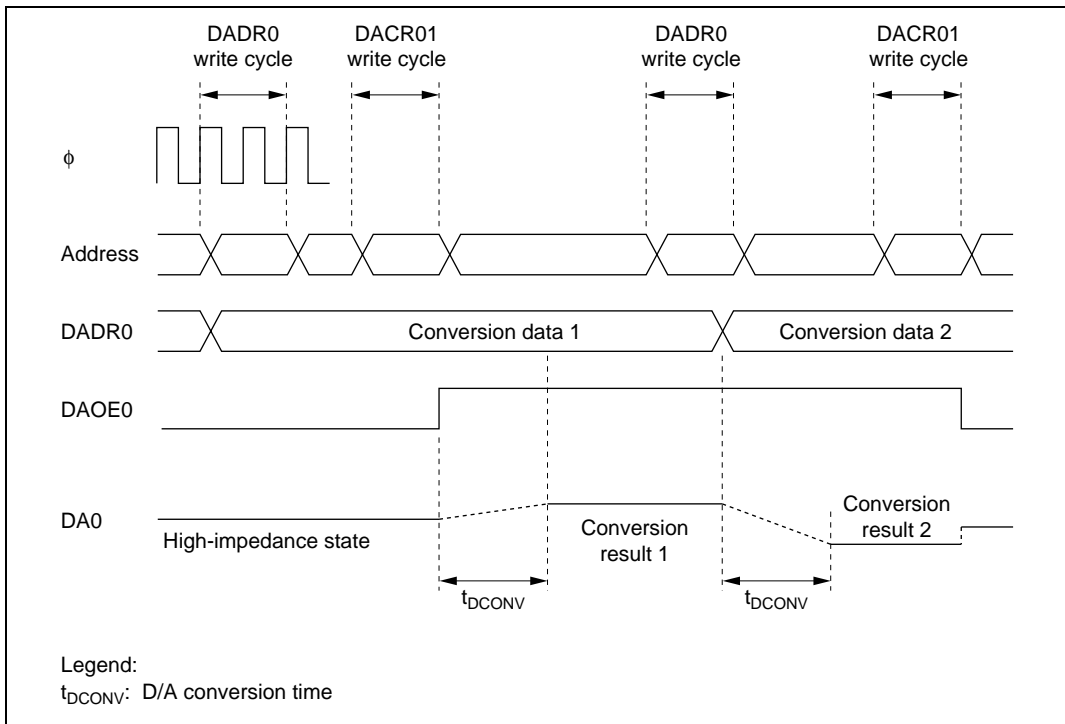 DADR0 write cycle
DACR01 write cycle
DADR0 write cycle
DACR01 write cycle
φ
Address
DADR0
Conversion data 1
Conversion data 2
DAOE0
DA0
High-impedance state
Conversion result 1
Conversion result 2
tDCONV
tDCONV
Legend:
tDCONV: D/A conversion time